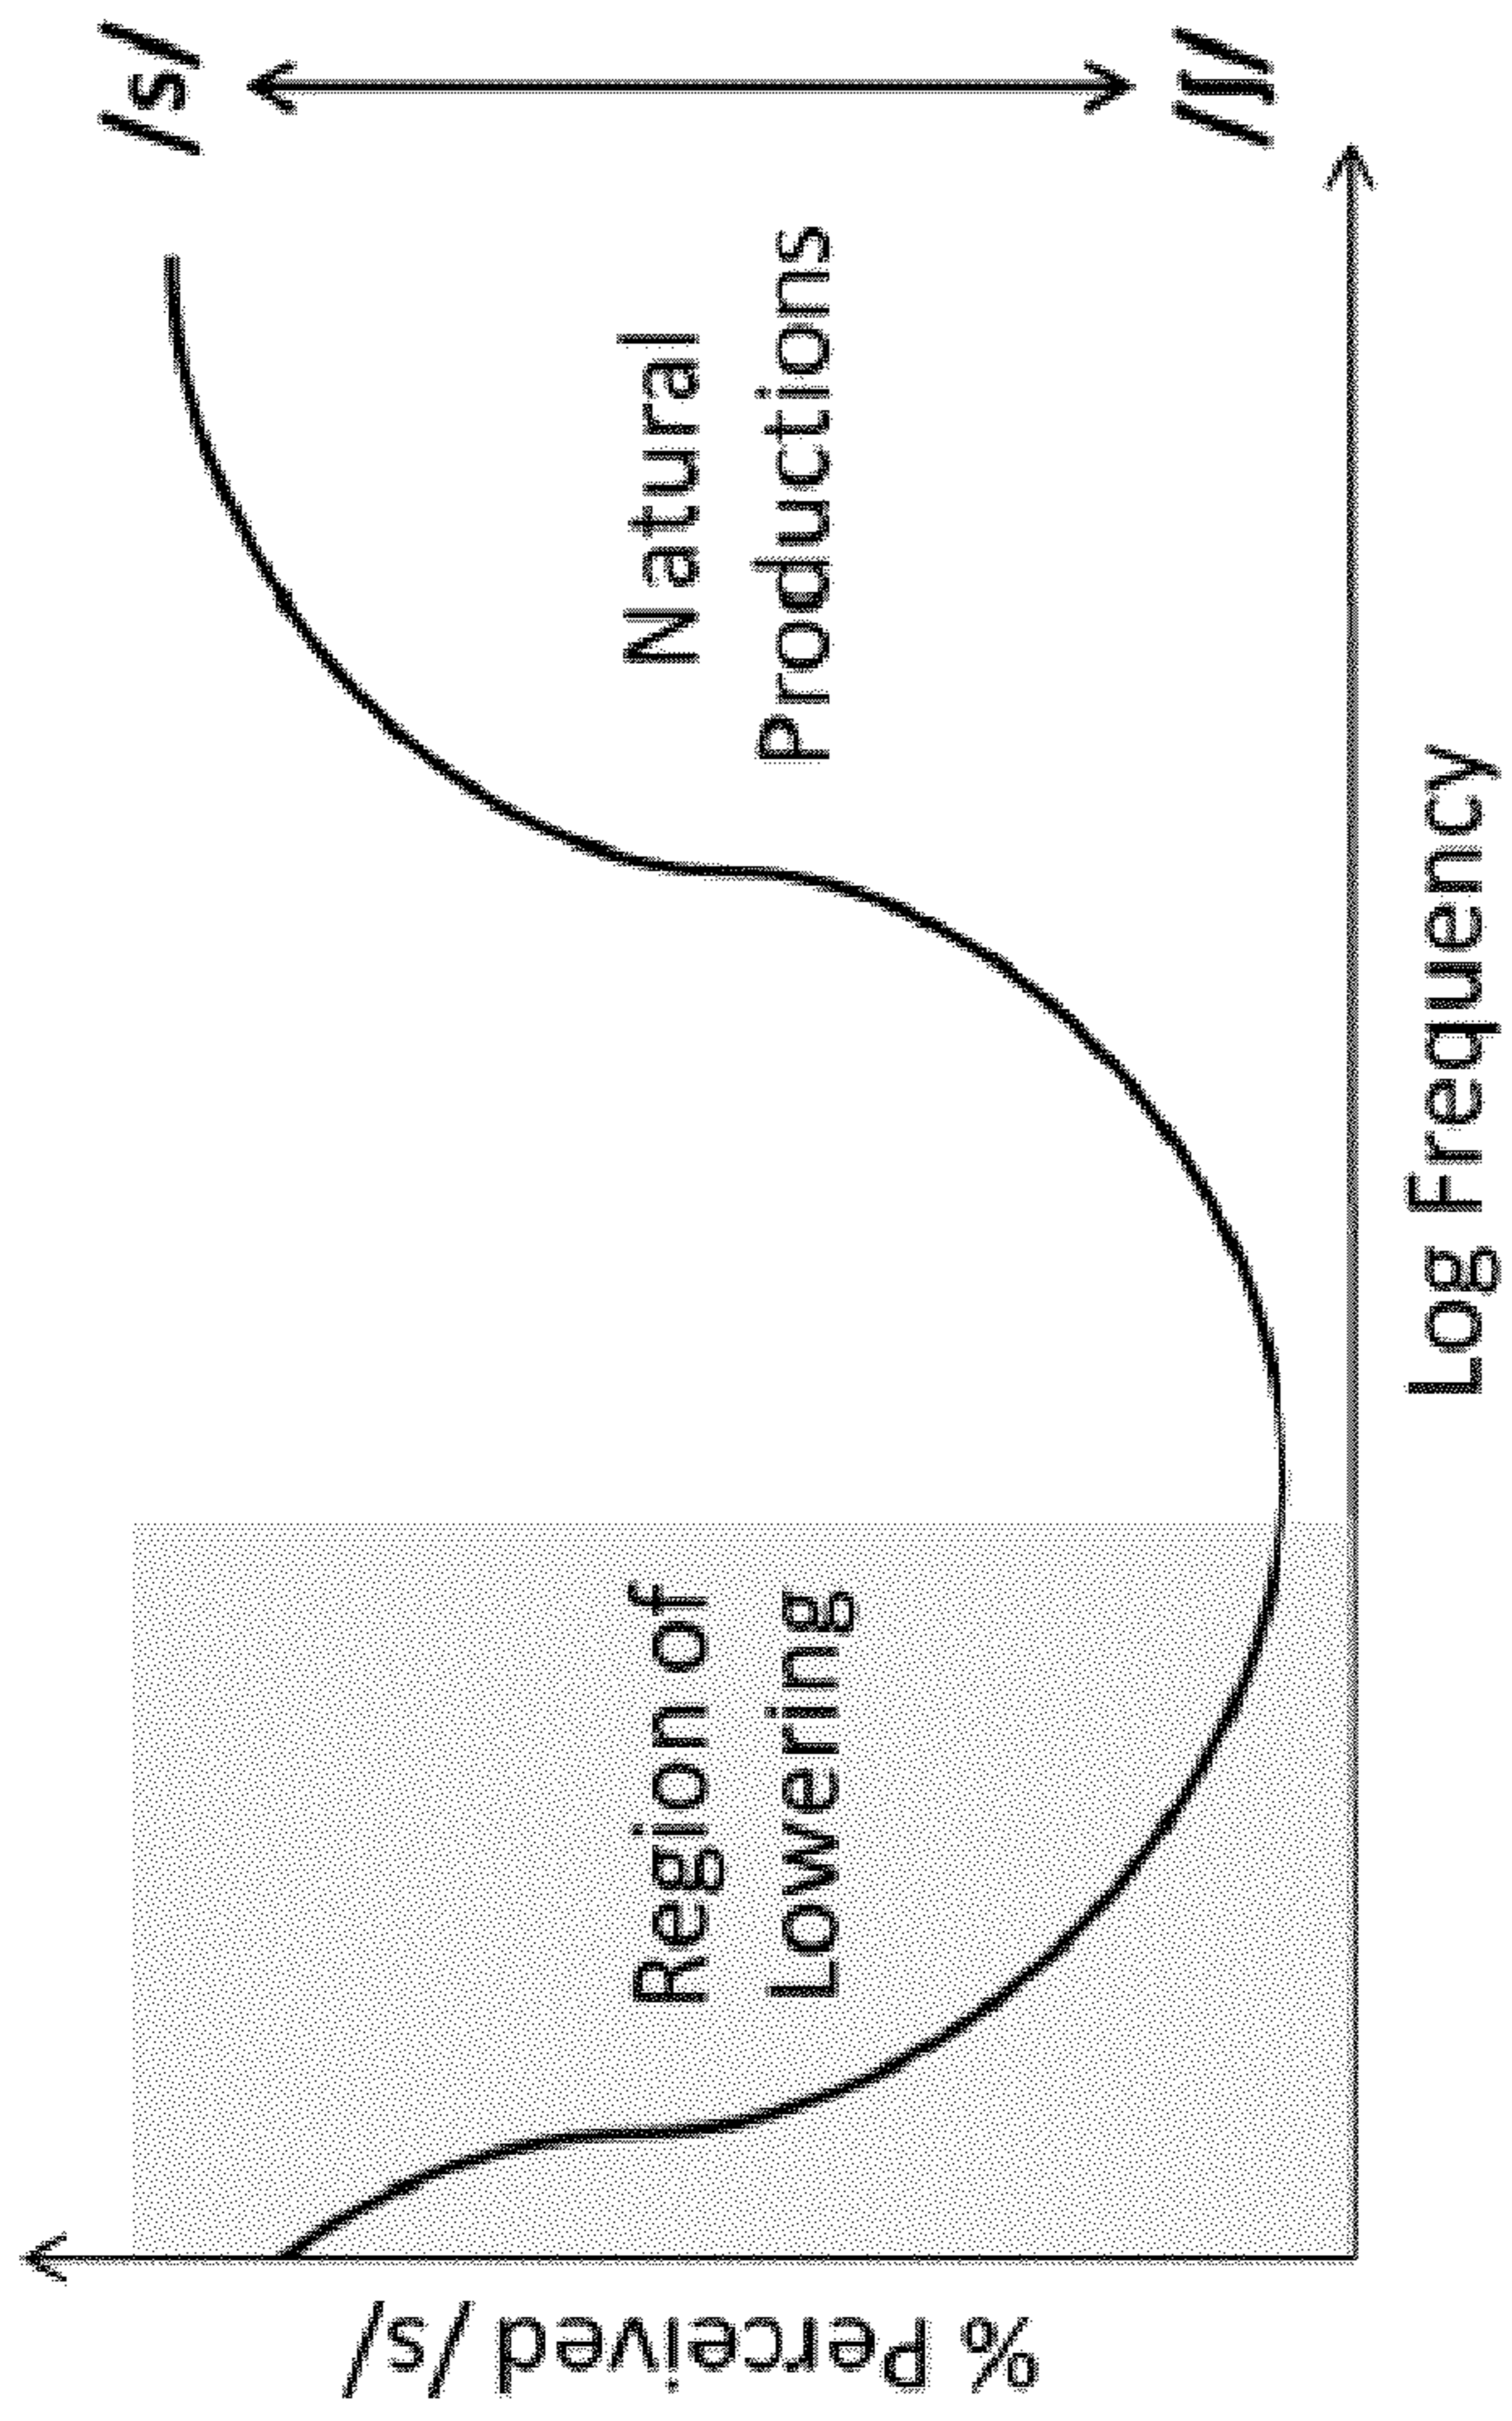 % Perceived /s/
Region of
Lowering
Natural
Productions
/s/
/ʃ/
Log Frequency